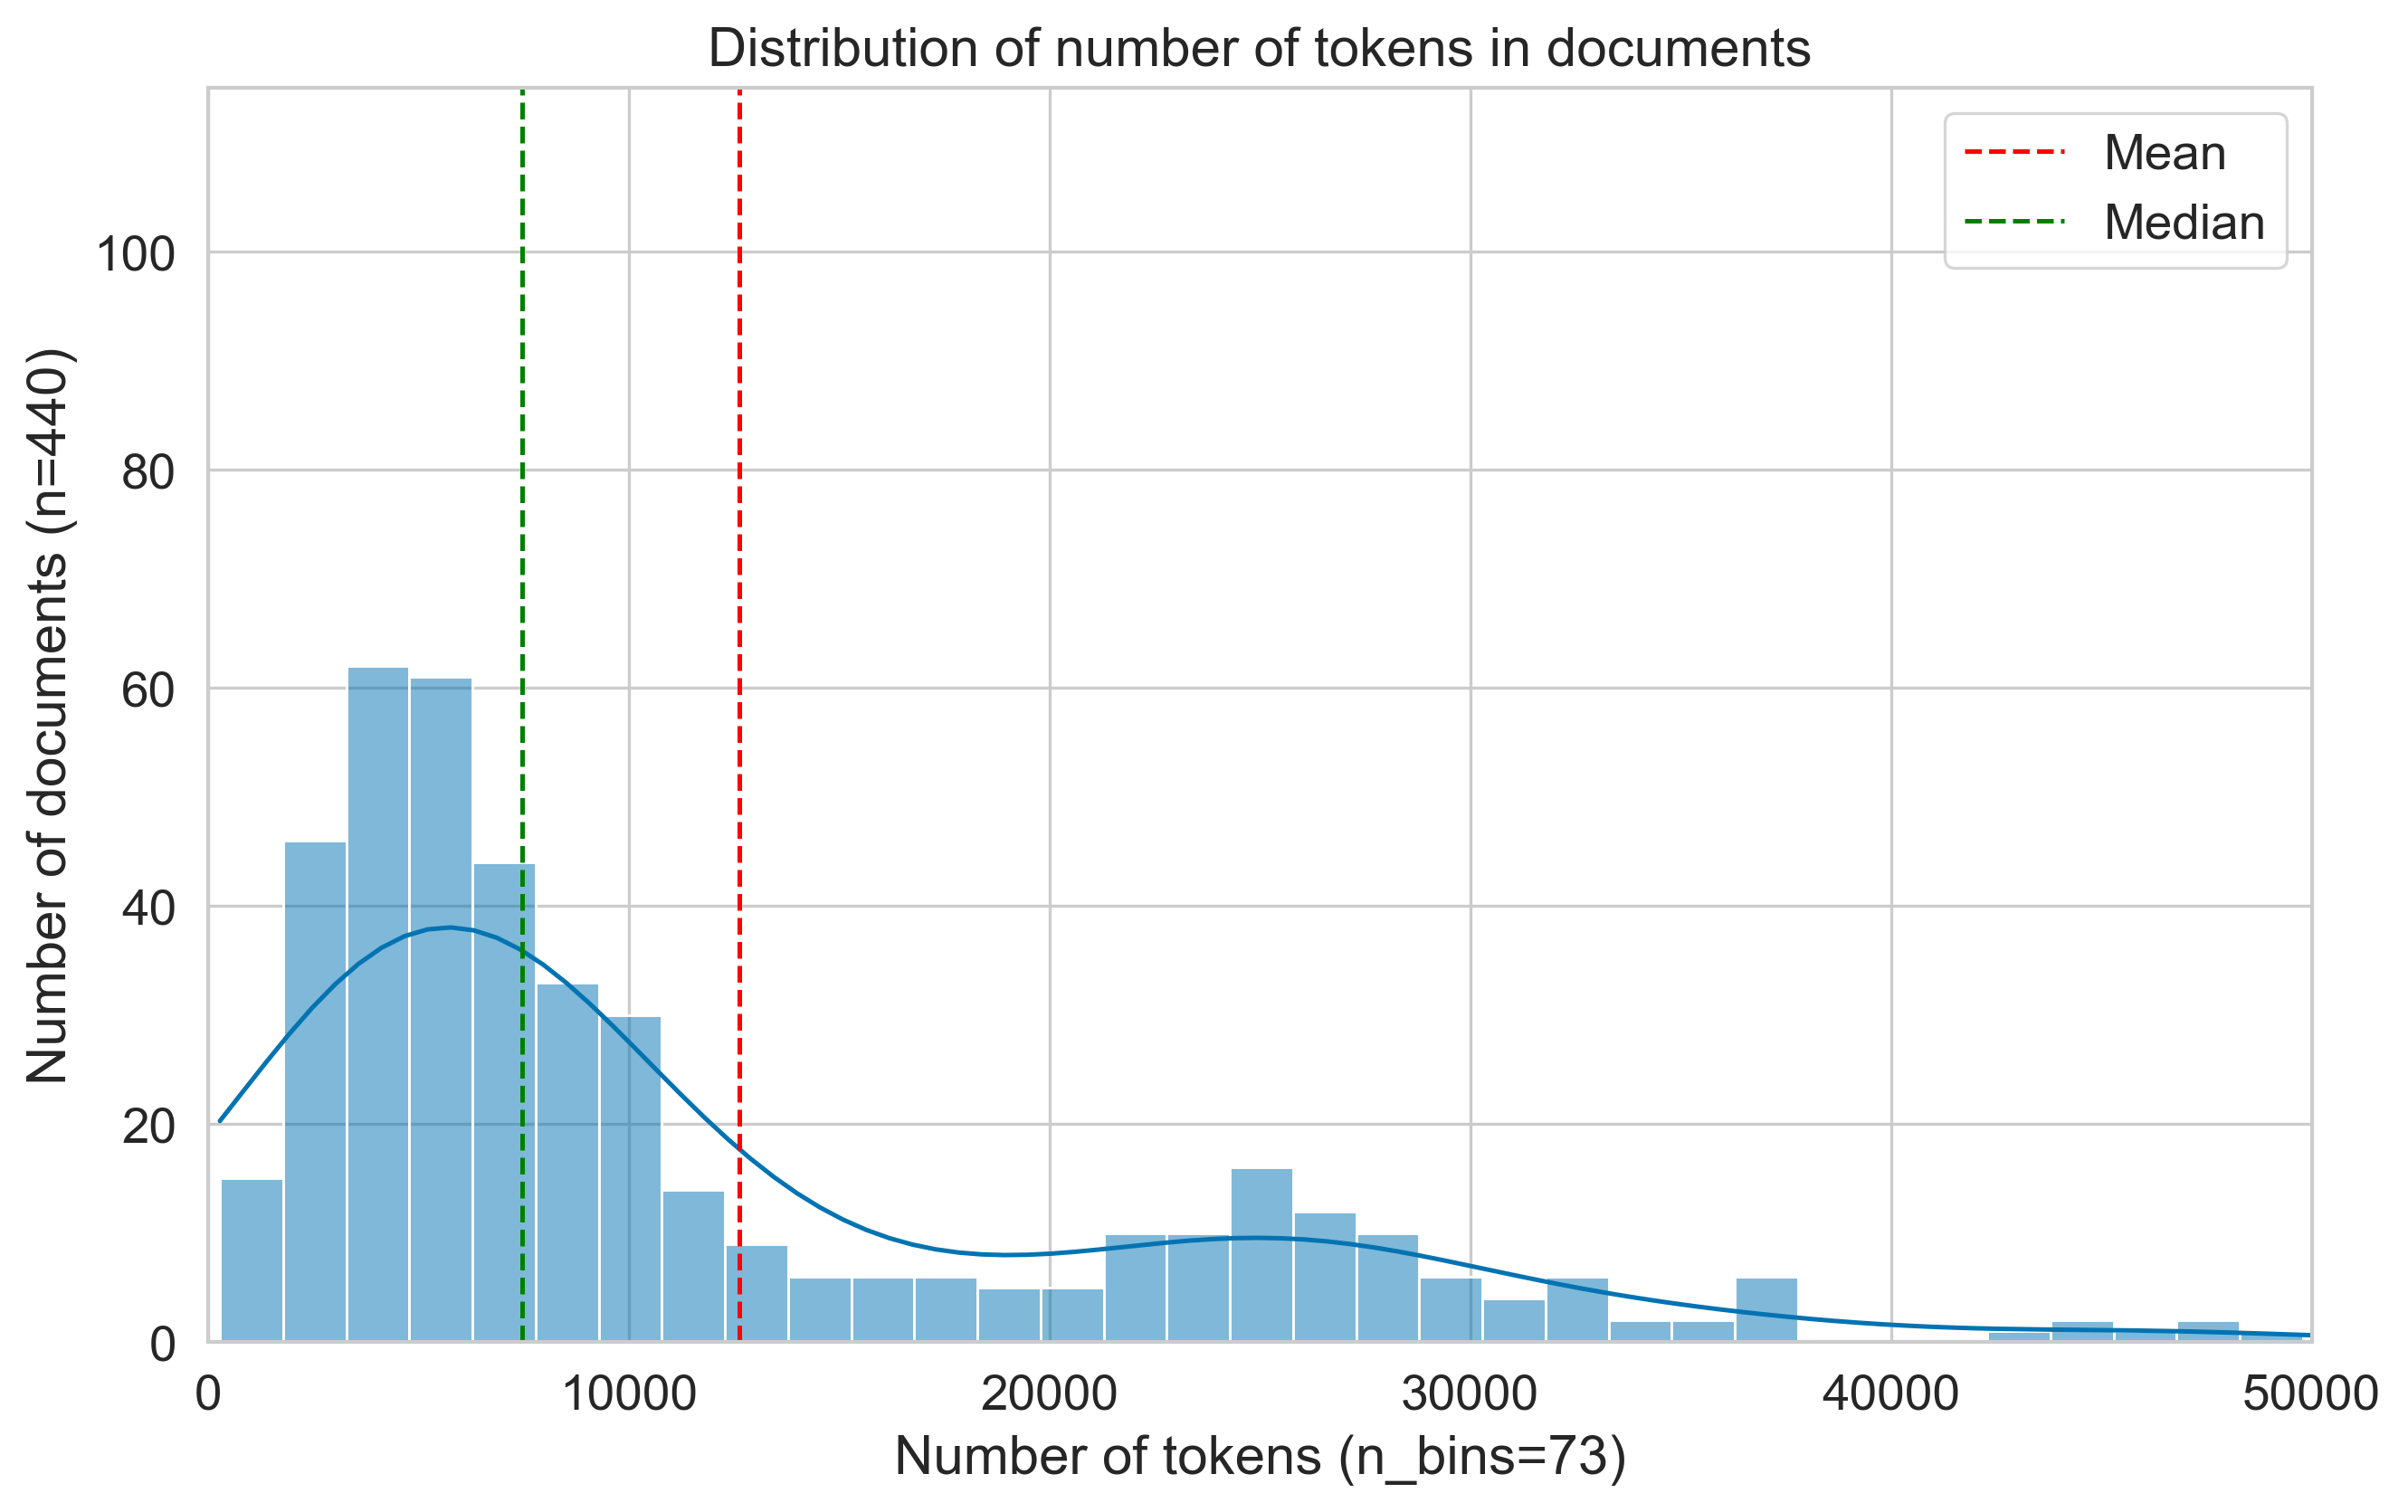 Distribution of number of tokens in documents
Mean
Median
Number of documents (n=440)
100
80
60
40
20
0
0 10000 20000 30000 40000 50000
Number of tokens (n_bins=73)